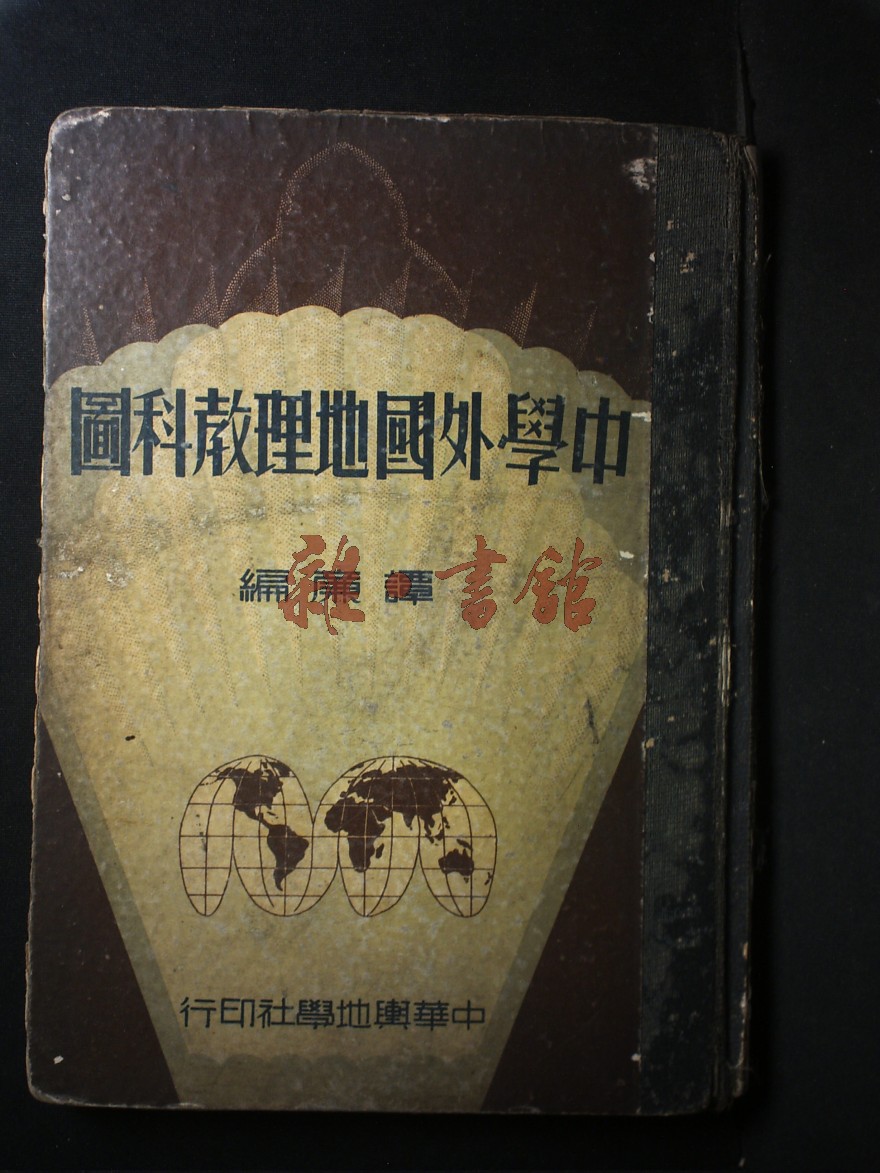 中學外國地理教科圖
譚廉編
雜·書館
中華輿地學社印行